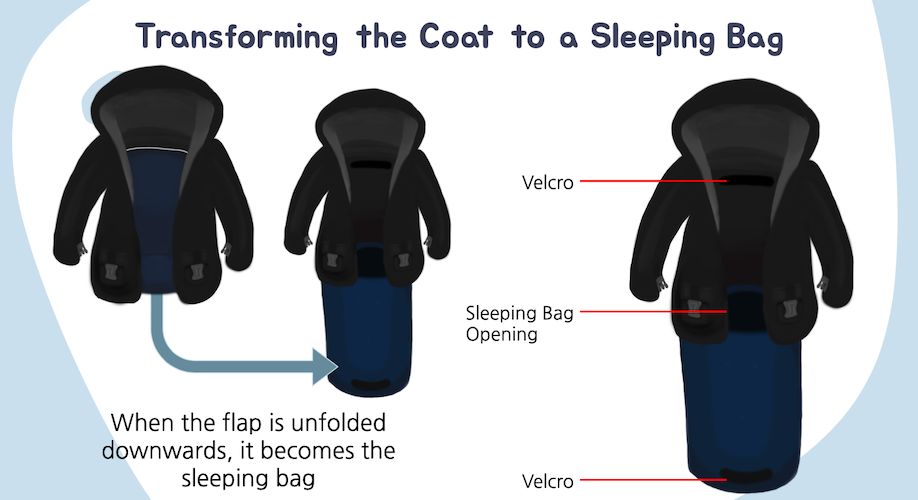 Transforming the Coat to a Sleeping Bag
Velcro
Sleeping Bag
Opening
When the flap is unfolded
downwards, it becomes the
sleeping bag
Velcro